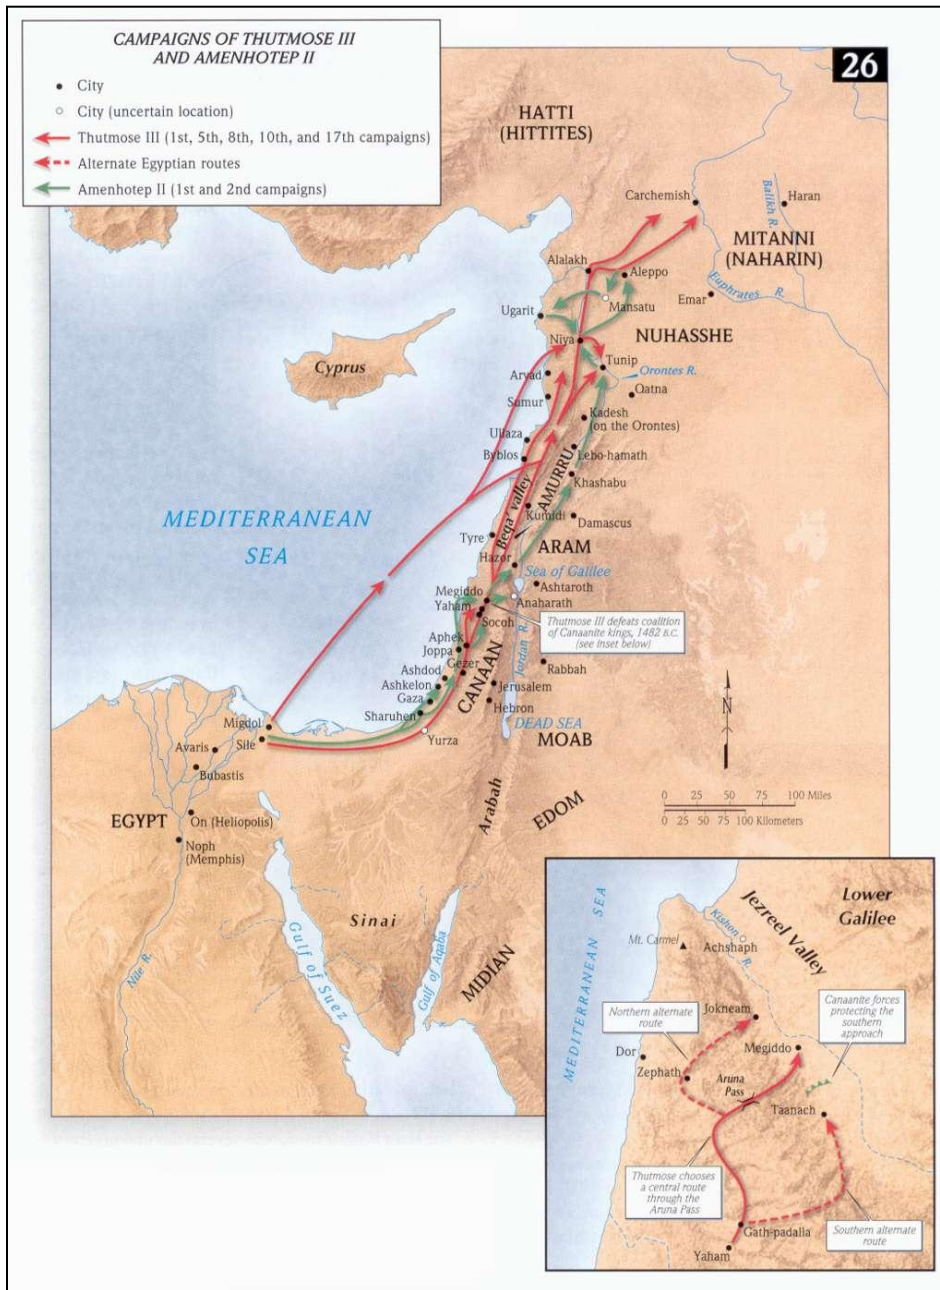 CAMPAIGNS OF THUTMOSE III
AND AMENHOTEP II
City
City (uncertain location)
Thutmose III (1st, 5th, 8th, 10th, and 17th campaigns)
Alternate Egyptian routes
Amenhotep II (1st and 2nd campaigns)
26
HATTI
(HITTITES)
Carchemish
Haran
Balikh R.
MITANNI
(NAHARIN)
Alalakh
Aleppo
Euphrates R.
Emar
Mansatu
Ugarit
NUHASSHE
Niya
Tunip
Cyprus
Arvad
Orontes R.
Qatna
Sumur
Kadesh
(on the Orontes)
Ullaza
Byblos
Lebo-hamath
AMURRU
Khashabu
Beqa' valley
Kumidi
MEDITERRANEAN
SEA
Damascus
Tyre
ARAM
Hazor
Sea of Galilee
Ashtaroth
Megiddo
Anaharath
Yaham
Socoh
Thutmose III defeats coalition
of Canaanite kings, 1482 B.C.
(see inset below)
Aphek
Joppa
Jordan R.
Gezer
CANAAN
Rabbah
Ashdod
Ashkelon
Jerusalem
Gaza
Hebron
Sharuhen
DEAD SEA
N
Migdol
Yurza
MOAB
Sile
Avaris
Bubastis
Arabah
0 25 50 75 100 Miles
0 25 50 75 100 Kilometers
EDOM
EGYPT
On (Heliopolis)
Noph
(Memphis)
Sinai
Gulf of Suez
Gulf of Aqaba
MIDIAN
Nile R.
MEDITERRANEAN SEA
Lower
Galilee
Jezreel Valley
Kishon R.
Mt. Carmel
Achshaph
Canaanite forces
protecting the
southern
approach
Jokneam
Northern alternate
route
Megiddo
Dor
Zephath
Aruna
Pass
Taanach
Thutmose chooses
a central route
through the
Aruna Pass
Gath-padalla
Southern alternate
route
Yaham